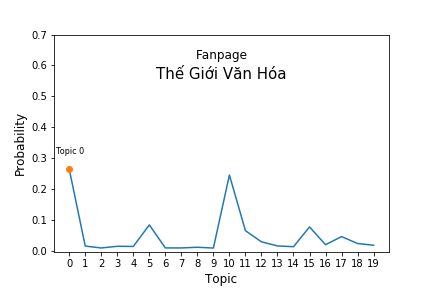 Fanpage
Thế Giới Văn Hóa
0.7
0.6
0.5
0.4
0.3
0.2
0.1
0.0
Probability
Topic 0
0 1 2 3 4 5 6 7 8 9 10 11 12 13 14 15 16 17 18 19
Topic